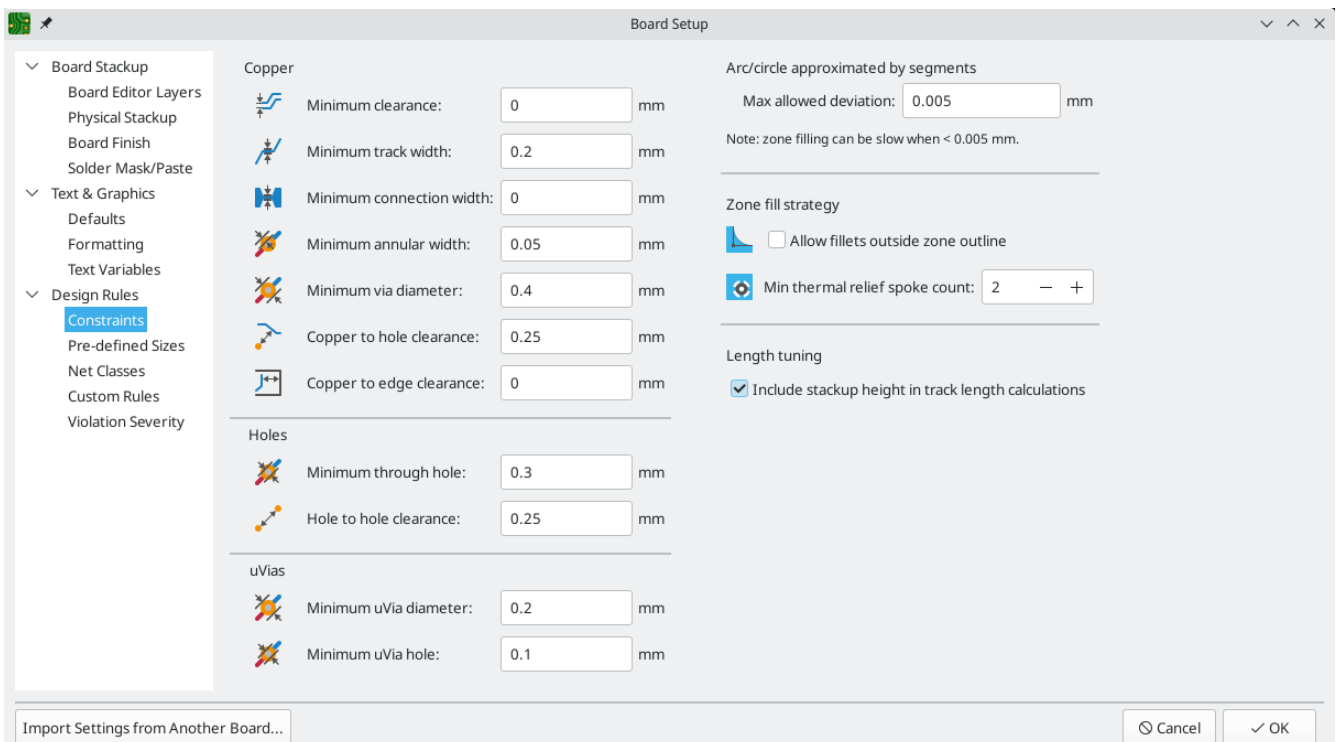 Board Setup
Board Stackup
Board Editor Layers
Physical Stackup
Board Finish
Solder Mask/Paste
Text & Graphics
Defaults
Formatting
Text Variables
Design Rules
Constraints
Pre-defined Sizes
Net Classes
Custom Rules
Violation Severity
Copper
Minimum clearance: 0 mm
Minimum track width: 0.2 mm
Minimum connection width: 0 mm
Minimum annular width: 0.05 mm
Minimum via diameter: 0.4 mm
Copper to hole clearance: 0.25 mm
Copper to edge clearance: 0 mm
Holes
Minimum through hole: 0.3 mm
Hole to hole clearance: 0.25 mm
uVias
Minimum uVia diameter: 0.2 mm
Minimum uVia hole: 0.1 mm
Arc/circle approximated by segments
Max allowed deviation: 0.005 mm
Note: zone filling can be slow when < 0.005 mm.
Zone fill strategy
Allow fillets outside zone outline
Min thermal relief spoke count: 2 − +
Length tuning
Include stackup height in track length calculations
Import Settings from Another Board...
Cancel
OK